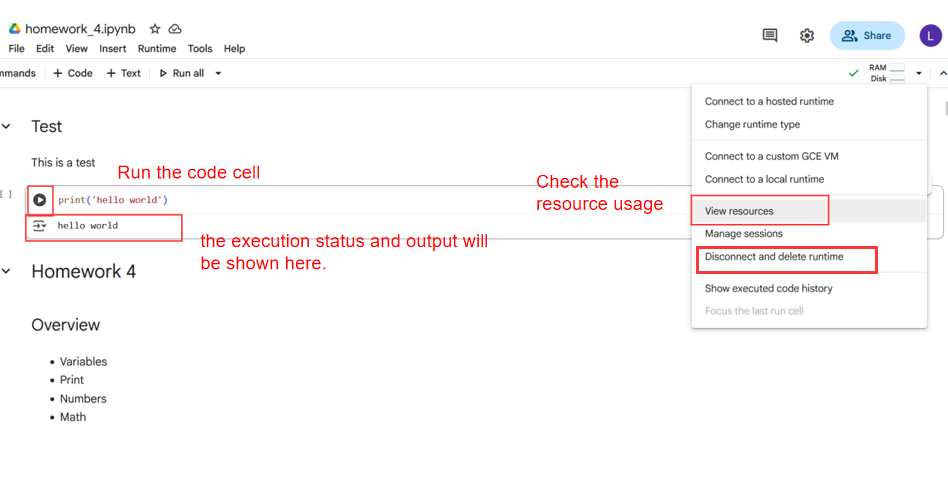 homework_4.ipynb
File Edit View Insert Runtime Tools Help
Share
L
mmands + Code + Text Run all
RAM
Disk
Connect to a hosted runtime
Change runtime type
Connect to a custom GCE VM
Connect to a local runtime
View resources
Manage sessions
Disconnect and delete runtime
Show executed code history
Focus the last run cell
Test
This is a test
Run the code cell
Check the
resource usage
[ ] print('hello world')
hello world
the execution status and output will
be shown here.
Homework 4
Overview
• Variables
• Print
• Numbers
• Math